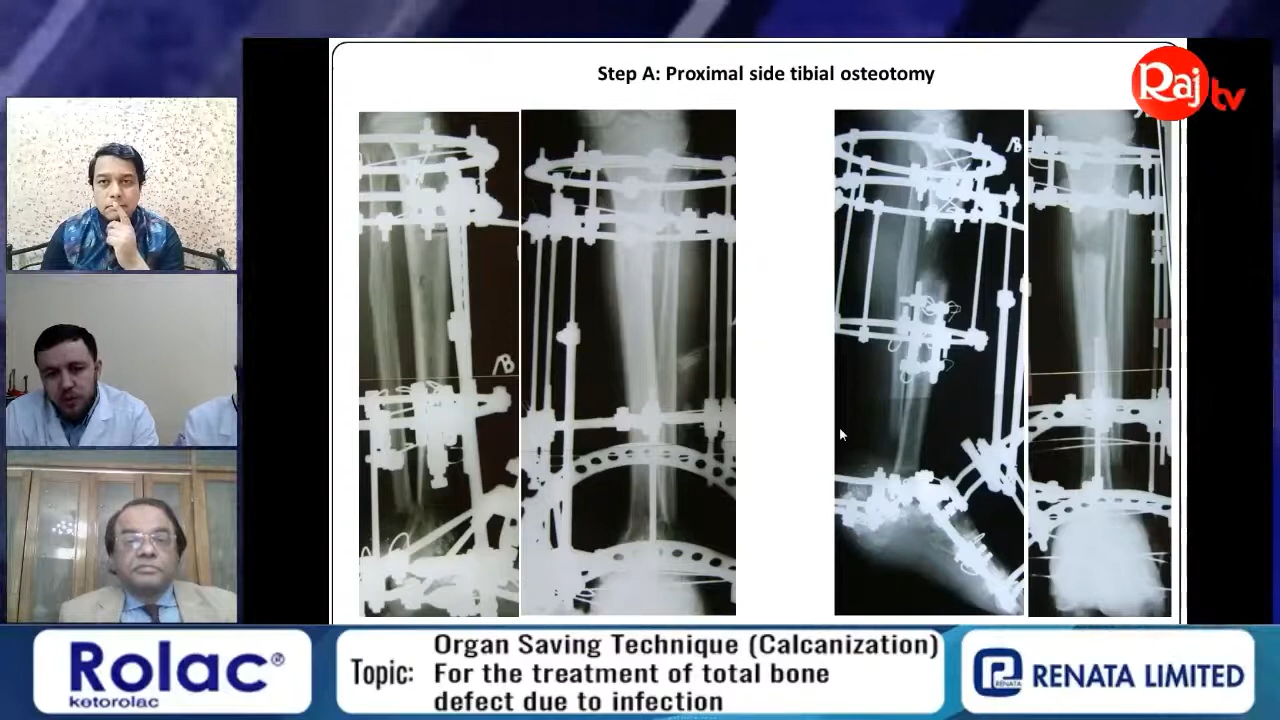 Step A: Proximal side tibial osteotomy
Raj tv
Rolac®
ketorolac
Topic:
Organ Saving Technique (Calcanization)
For the treatment of total bone
defect due to infection
RENATA
RENATA LIMITED